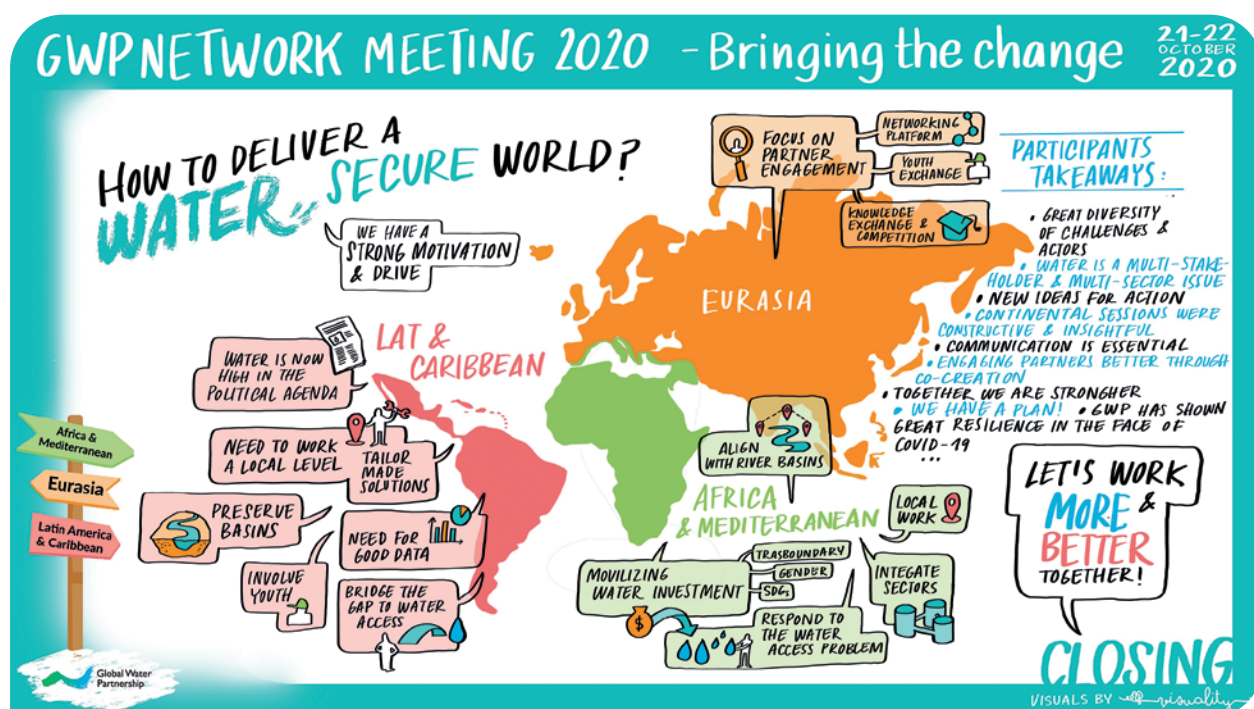 GWP NETWORK MEETING 2020 - Bringing the change
21-22
OCTOBER
2020
HOW TO DELIVER A
WATER SECURE WORLD?
WE HAVE A
STRONG MOTIVATION
& DRIVE
LAT &
CARIBBEAN
WATER IS NOW
HIGH IN THE
POLITICAL AGENDA
NEED TO WORK
A LOCAL LEVEL
TAILOR
MADE
SOLUTIONS
PRESERVE
BASINS
NEED FOR
GOOD DATA
INVOLVE
YOUTH
BRIDGE THE
GAP TO WATER
ACCESS
Africa &
Mediterranean
Eurasia
Latin America
& Caribbean
Global Water
Partnership
FOCUS ON
PARTNER
ENGAGEMENT
NETWORKING
PLATFORM
YOUTH
EXCHANGE
KNOWLEDGE
EXCHANGE &
COMPETITION
EURASIA
ALIGN
WITH RIVER BASINS
AFRICA
& MEDITERRANEAN
LOCAL
WORK
MOVILIZING
WATER INVESTMENT
TRASBOUNDARY
GENDER
SDGs
$
INTEGATE
SECTORS
RESPOND TO
THE WATER
ACCESS PROBLEM
PARTICIPANTS
TAKEAWAYS:
• GREAT DIVERSITY
OF CHALLENGES &
ACTORS
• WATER IS A MULTI-STAKE-
HOLDER & MULTI-SECTOR ISSUE
• NEW IDEAS FOR ACTION
• CONTINENTAL SESSIONS WERE
CONSTRUCTIVE & INSIGHTFUL
• COMMUNICATION IS ESSENTIAL
• ENGAGING PARTNERS BETTER THROUGH
CO-CREATION
• TOGETHER WE ARE STRONGHER
• WE HAVE A PLAN! • GWP HAS SHOWN
GREAT RESILIENCE IN THE FACE OF
COVID-19
...
LET'S WORK
MORE &
BETTER
TOGETHER!
CLOSING
VISUALS BY visuality